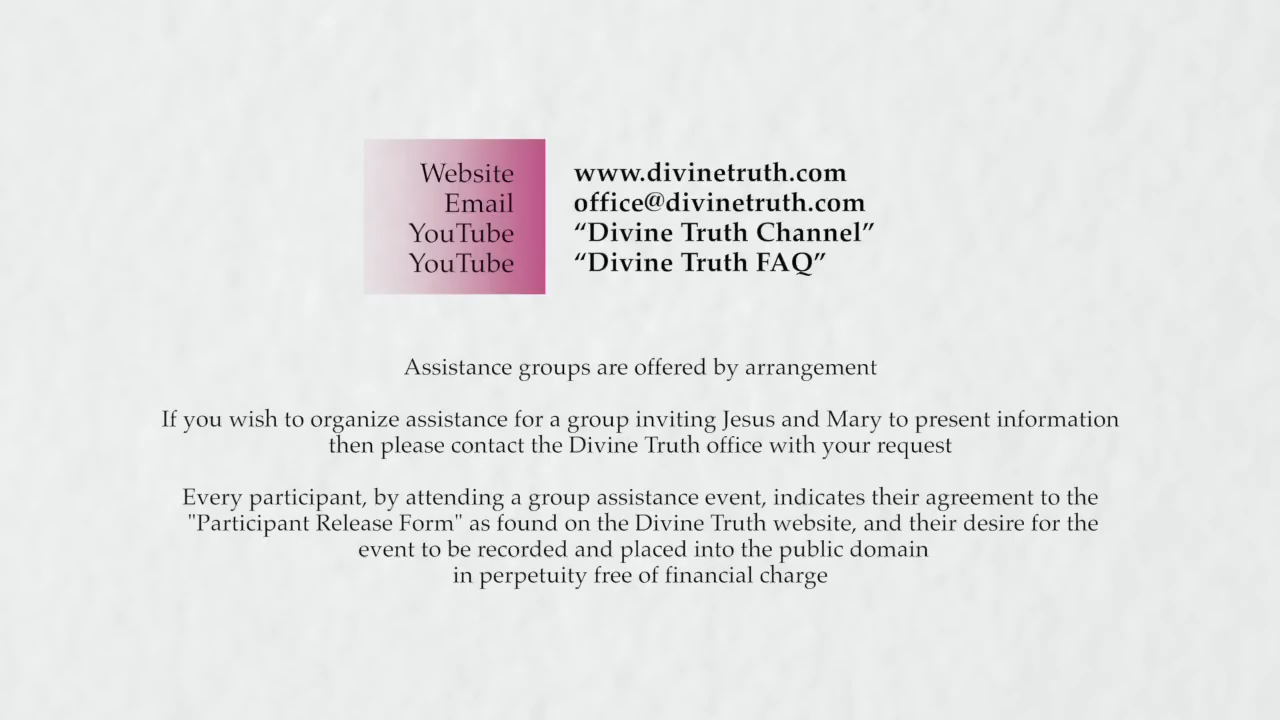 Website www.divinetruth.com
Email office@divinetruth.com
YouTube “Divine Truth Channel”
YouTube “Divine Truth FAQ”
Assistance groups are offered by arrangement
If you wish to organize assistance for a group inviting Jesus and Mary to present information
then please contact the Divine Truth office with your request
Every participant, by attending a group assistance event, indicates their agreement to the
"Participant Release Form" as found on the Divine Truth website, and their desire for the
event to be recorded and placed into the public domain
in perpetuity free of financial charge